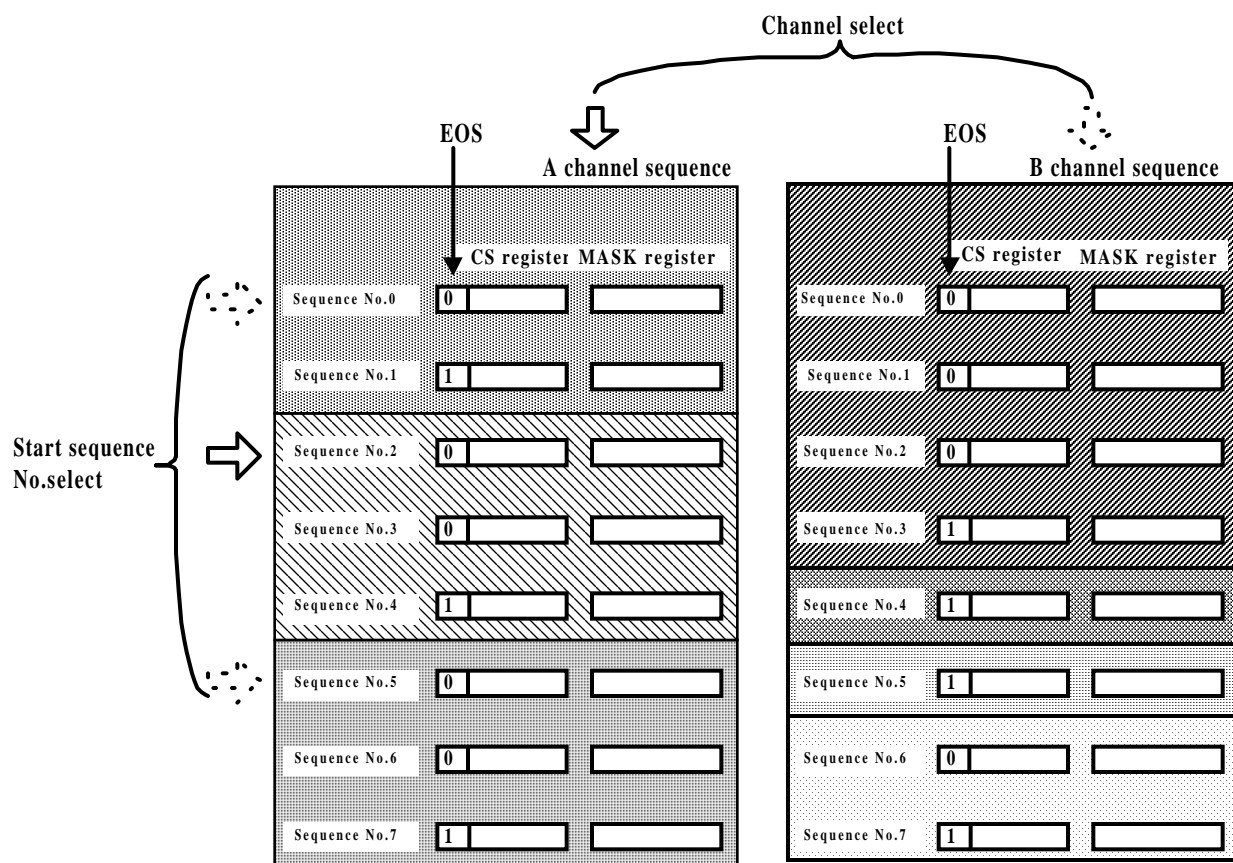 Channel select
EOS
EOS
A channel sequence
B channel sequence
CS register MASK register
CS register MASK register
Sequence No.0 0
Sequence No.0 0
Sequence No.1 1
Sequence No.1 0
Start sequence
No.select
Sequence No.2 0
Sequence No.2 0
Sequence No.3 0
Sequence No.3 1
Sequence No.4 1
Sequence No.4 1
Sequence No.5 0
Sequence No.5 1
Sequence No.6 0
Sequence No.6 0
Sequence No.7 1
Sequence No.7 1